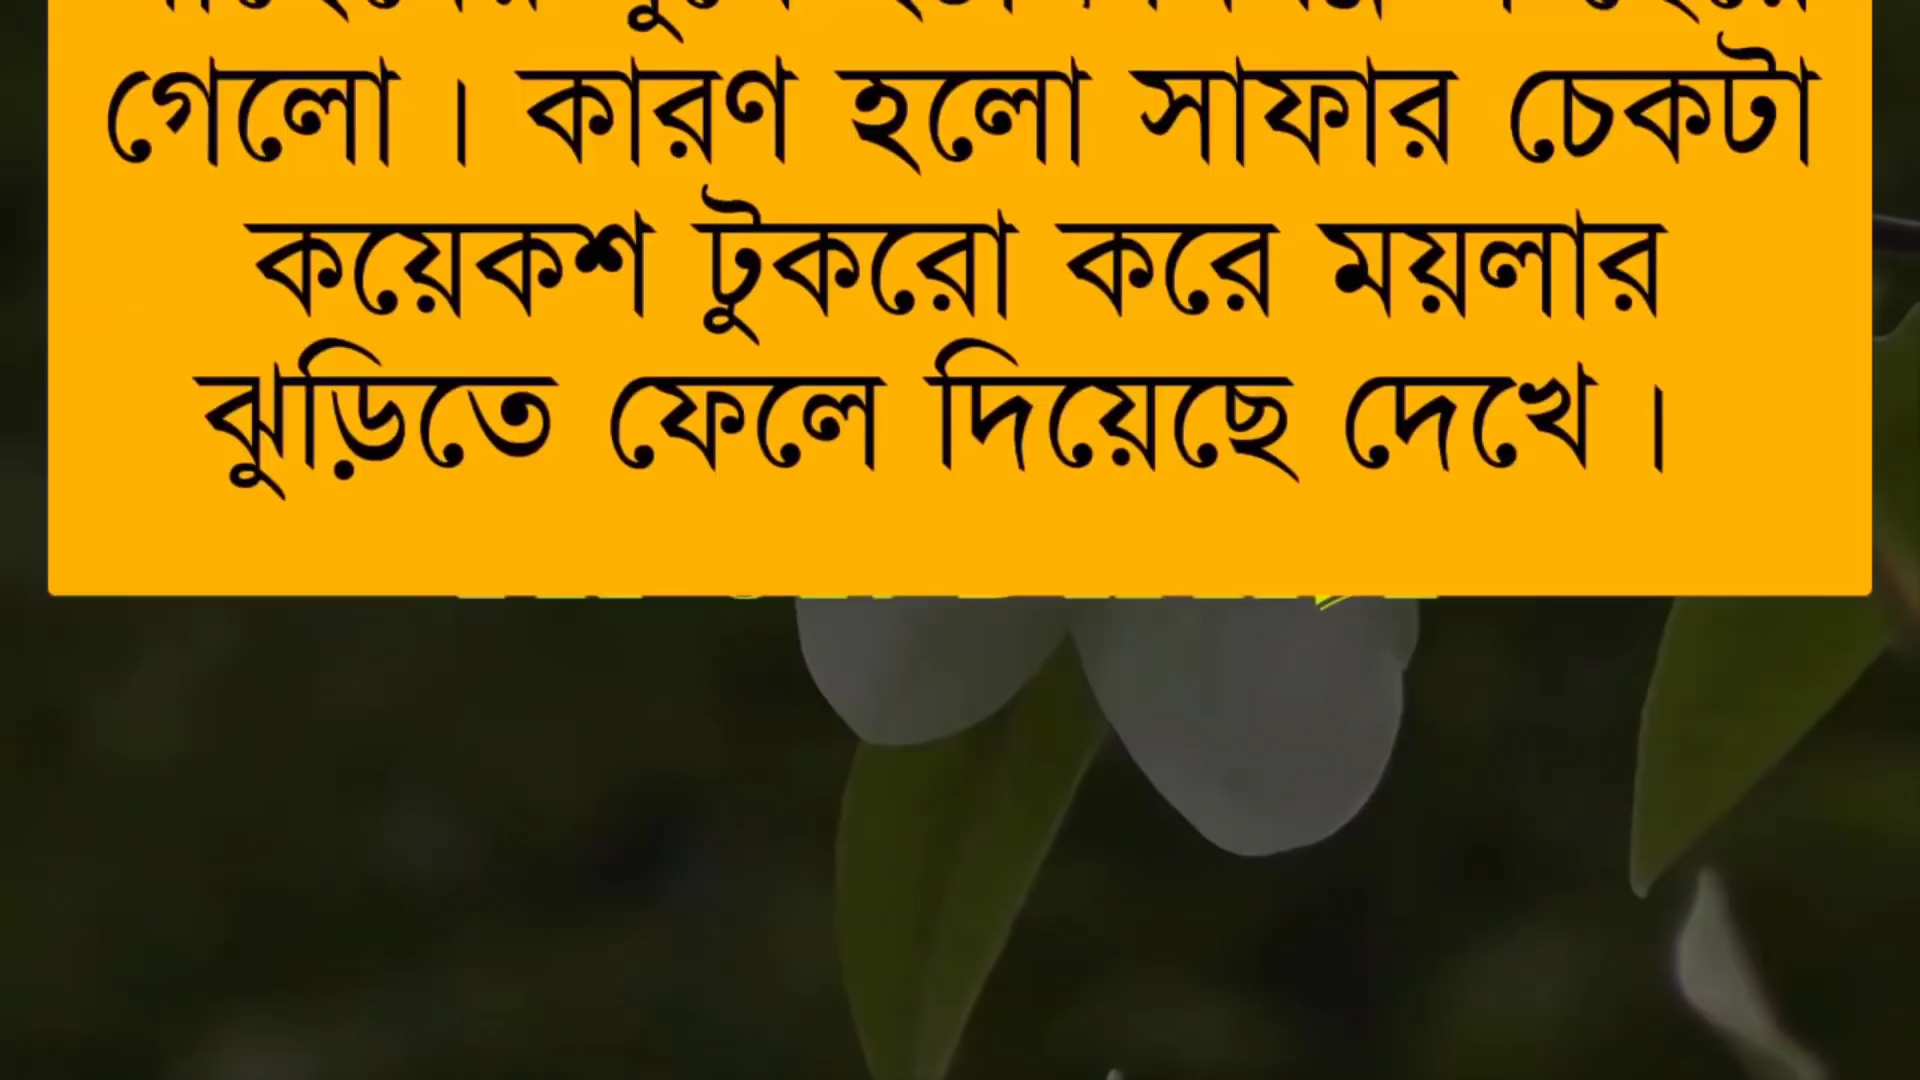 গেলো । কারণ হলো সাফার চেকটা
কয়েকশ টুকরো করে ময়লার
ঝুড়িতে ফেলে দিয়েছে দেখে ।